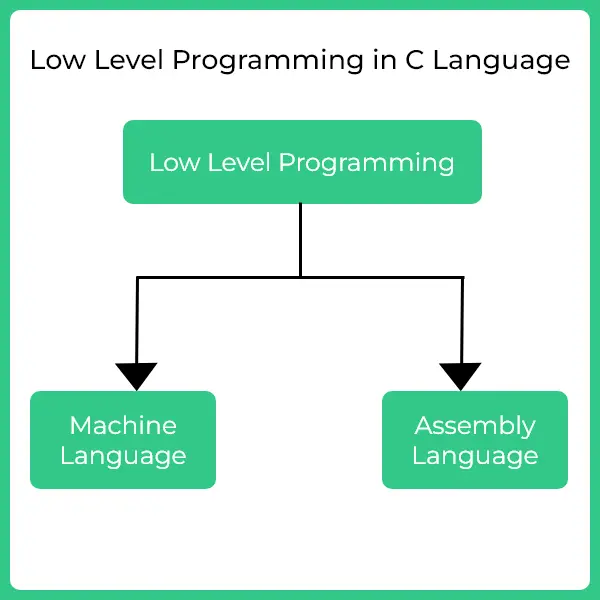 Low Level Programming in C Language
Low Level Programming
Machine
Language
Assembly
Language